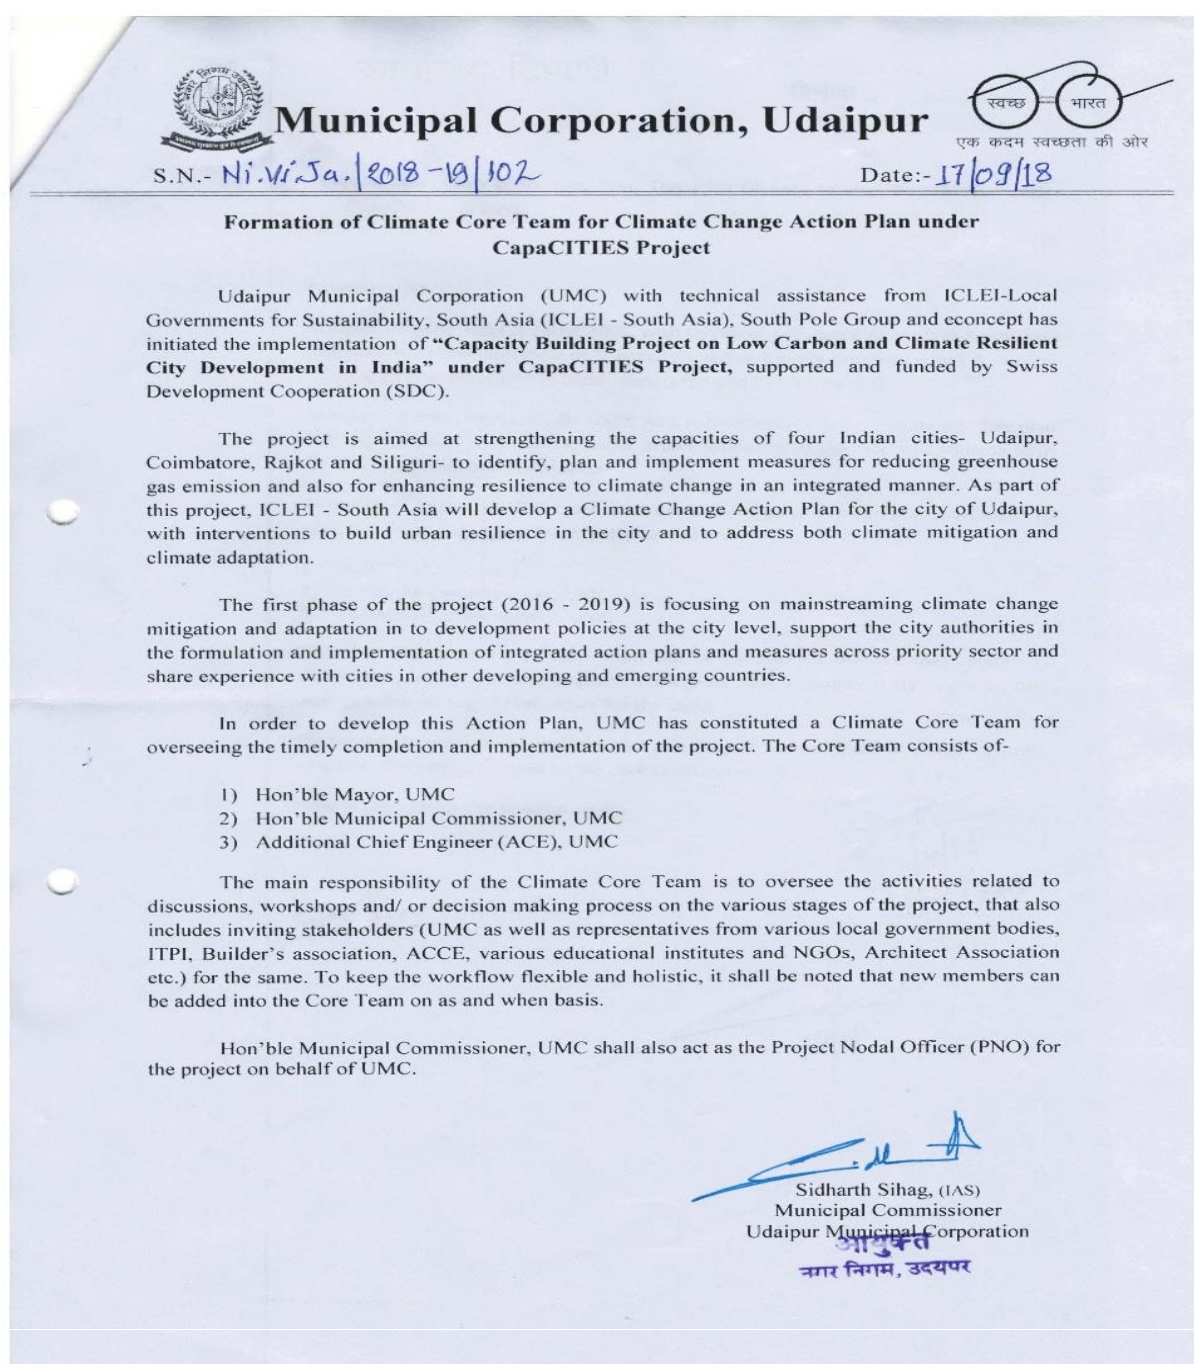 नगर निगम उदयपुर
Municipal Corporation, Udaipur
स्वच्छ भारत
एक कदम स्वच्छता की ओर
S.N.- Ni.Vi.Ja./2018-19/102
Date:- 17/09/18
Formation of Climate Core Team for Climate Change Action Plan under
CapaCITIES Project
Udaipur Municipal Corporation (UMC) with technical assistance from ICLEI-Local
Governments for Sustainability, South Asia (ICLEI - South Asia), South Pole Group and econcept has
initiated the implementation of “Capacity Building Project on Low Carbon and Climate Resilient
City Development in India” under CapaCITIES Project, supported and funded by Swiss
Development Cooperation (SDC).
The project is aimed at strengthening the capacities of four Indian cities- Udaipur,
Coimbatore, Rajkot and Siliguri- to identify, plan and implement measures for reducing greenhouse
gas emission and also for enhancing resilience to climate change in an integrated manner. As part of
this project, ICLEI - South Asia will develop a Climate Change Action Plan for the city of Udaipur,
with interventions to build urban resilience in the city and to address both climate mitigation and
climate adaptation.
The first phase of the project (2016 - 2019) is focusing on mainstreaming climate change
mitigation and adaptation in to development policies at the city level, support the city authorities in
the formulation and implementation of integrated action plans and measures across priority sector and
share experience with cities in other developing and emerging countries.
In order to develop this Action Plan, UMC has constituted a Climate Core Team for
overseeing the timely completion and implementation of the project. The Core Team consists of-
1) Hon’ble Mayor, UMC
2) Hon’ble Municipal Commissioner, UMC
3) Additional Chief Engineer (ACE), UMC
The main responsibility of the Climate Core Team is to oversee the activities related to
discussions, workshops and/ or decision making process on the various stages of the project, that also
includes inviting stakeholders (UMC as well as representatives from various local government bodies,
ITPI, Builder’s association, ACCE, various educational institutes and NGOs, Architect Association
etc.) for the same. To keep the workflow flexible and holistic, it shall be noted that new members can
be added into the Core Team on as and when basis.
Hon’ble Municipal Commissioner, UMC shall also act as the Project Nodal Officer (PNO) for
the project on behalf of UMC.
Sidharth Sihag, (IAS)
Municipal Commissioner
Udaipur Municipal Corporation
आयुक्त
नगर निगम, उदयपुर